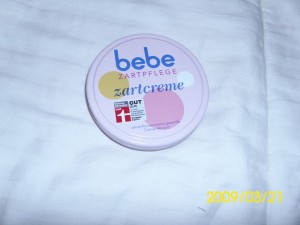 bebe
ZARTPFLEGE
zartcreme
GUT
2009/03/21